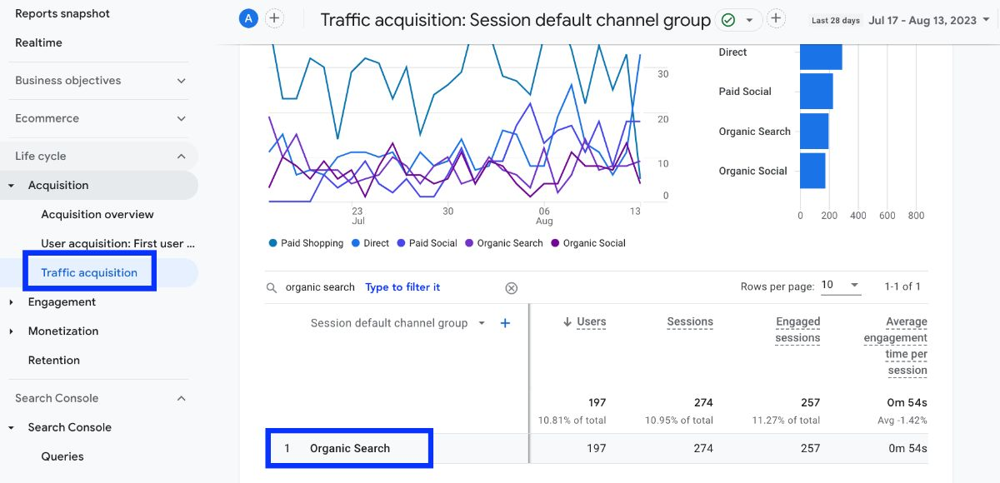 Reports snapshot
Realtime
Business objectives
Ecommerce
Life cycle
Acquisition
Acquisition overview
User acquisition: First user ...
Traffic acquisition
Engagement
Monetization
Retention
Search Console
Search Console
Queries
A
Traffic acquisition: Session default channel group
Last 28 days Jul 17 - Aug 13, 2023
30
20
10
0
23
Jul
30
06
Aug
13
Paid Shopping Direct Paid Social Organic Search Organic Social
Direct
Paid Social
Organic Search
Organic Social
0 200 400 600 800
organic search Type to filter it
Rows per page: 10 1-1 of 1
Session default channel group
Users
Sessions
Engaged
sessions
Average
engagement
time per
session
197 274 257 0m 54s
10.81% of total 10.95% of total 11.27% of total Avg -1.42%
1 Organic Search 197 274 257 0m 54s